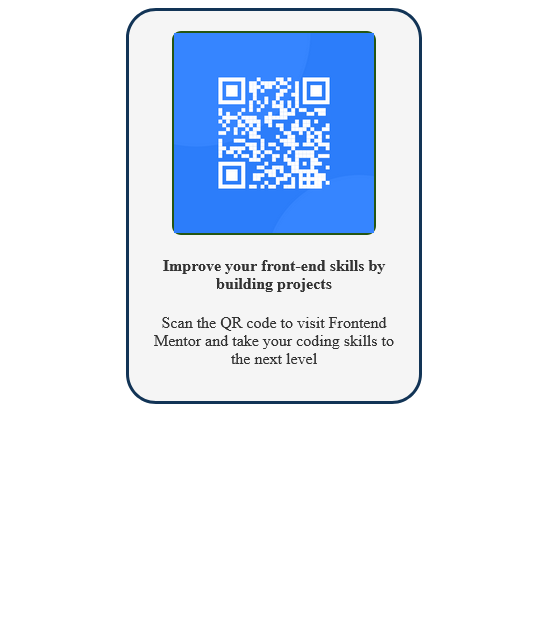 Improve your front-end skills by
building projects
Scan the QR code to visit Frontend
Mentor and take your coding skills to
the next level